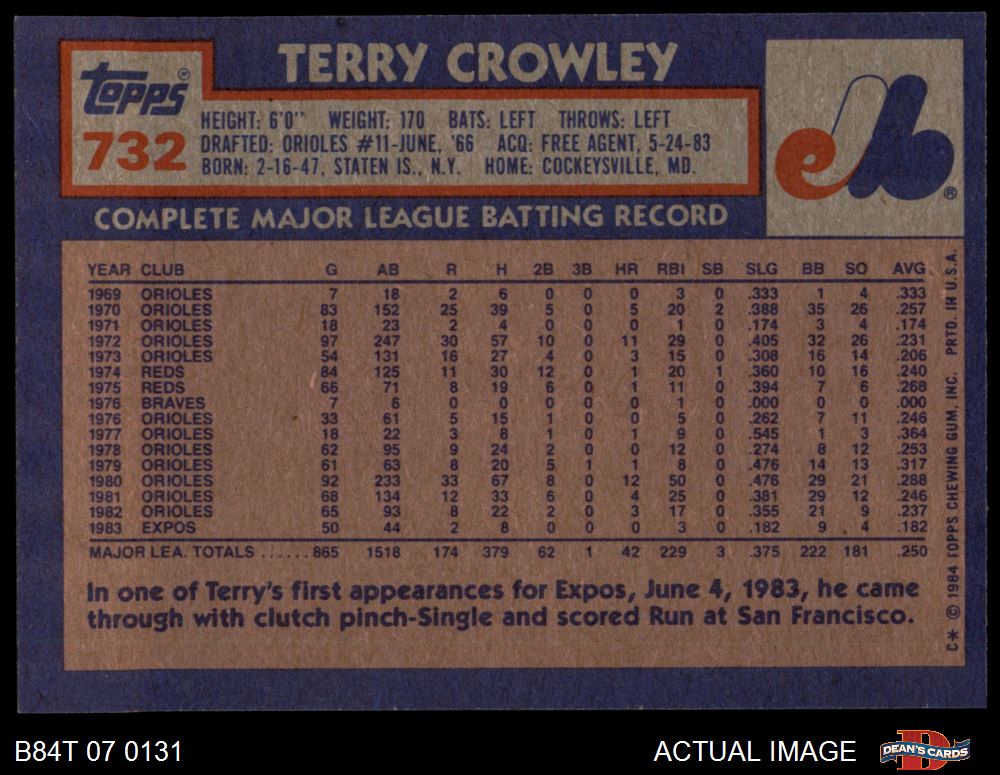 TERRY CROWLEY
Topps®
732
HEIGHT: 6'0" WEIGHT: 170 BATS: LEFT THROWS: LEFT
DRAFTED: ORIOLES #11-JUNE, '66 ACQ: FREE AGENT, 5-24-83
BORN: 2-16-47, STATEN IS., N.Y. HOME: COCKEYSVILLE, MD.
eb®
COMPLETE MAJOR LEAGUE BATTING RECORD
YEAR CLUB G AB R H 2B 3B HR RBI SB SLG BB SO AVG
1969 ORIOLES 7 18 2 6 0 0 0 3 0 .333 1 4 .333
1970 ORIOLES 83 152 25 39 5 0 5 20 2 .388 35 26 .257
1971 ORIOLES 18 23 2 4 0 0 0 1 0 .174 3 4 .174
1972 ORIOLES 97 247 30 57 10 0 11 29 0 .405 32 26 .231
1973 ORIOLES 54 131 16 27 4 0 3 15 0 .308 16 14 .206
1974 REDS 84 125 11 30 12 0 1 20 1 .360 10 16 .240
1975 REDS 66 71 8 19 6 0 1 11 0 .394 7 6 .268
1976 BRAVES 7 6 0 0 0 0 0 1 0 .000 0 0 .000
1976 ORIOLES 33 61 5 15 1 0 0 5 0 .262 7 11 .246
1977 ORIOLES 18 22 3 8 1 0 1 9 0 .545 1 3 .364
1978 ORIOLES 62 95 9 24 2 0 0 12 0 .274 8 12 .253
1979 ORIOLES 61 63 8 20 5 1 1 8 0 .476 14 13 .317
1980 ORIOLES 92 233 33 67 8 0 12 50 0 .476 29 21 .288
1981 ORIOLES 68 134 12 33 6 0 4 25 0 .381 29 12 .246
1982 ORIOLES 65 93 8 22 2 0 3 17 0 .355 21 9 .237
1983 EXPOS 50 44 2 8 0 0 0 3 0 .182 9 4 .182
MAJOR LEA. TOTALS ...... 865 1518 174 379 62 1 42 229 3 .375 222 181 .250
In one of Terry's first appearances for Expos, June 4, 1983, he came
through with clutch pinch-Single and scored Run at San Francisco.
C* © 1984 TOPPS CHEWING GUM, INC. PRTD. IN U.S.A.
B84T 07 0131
ACTUAL IMAGE
D
DEAN'S CARDS